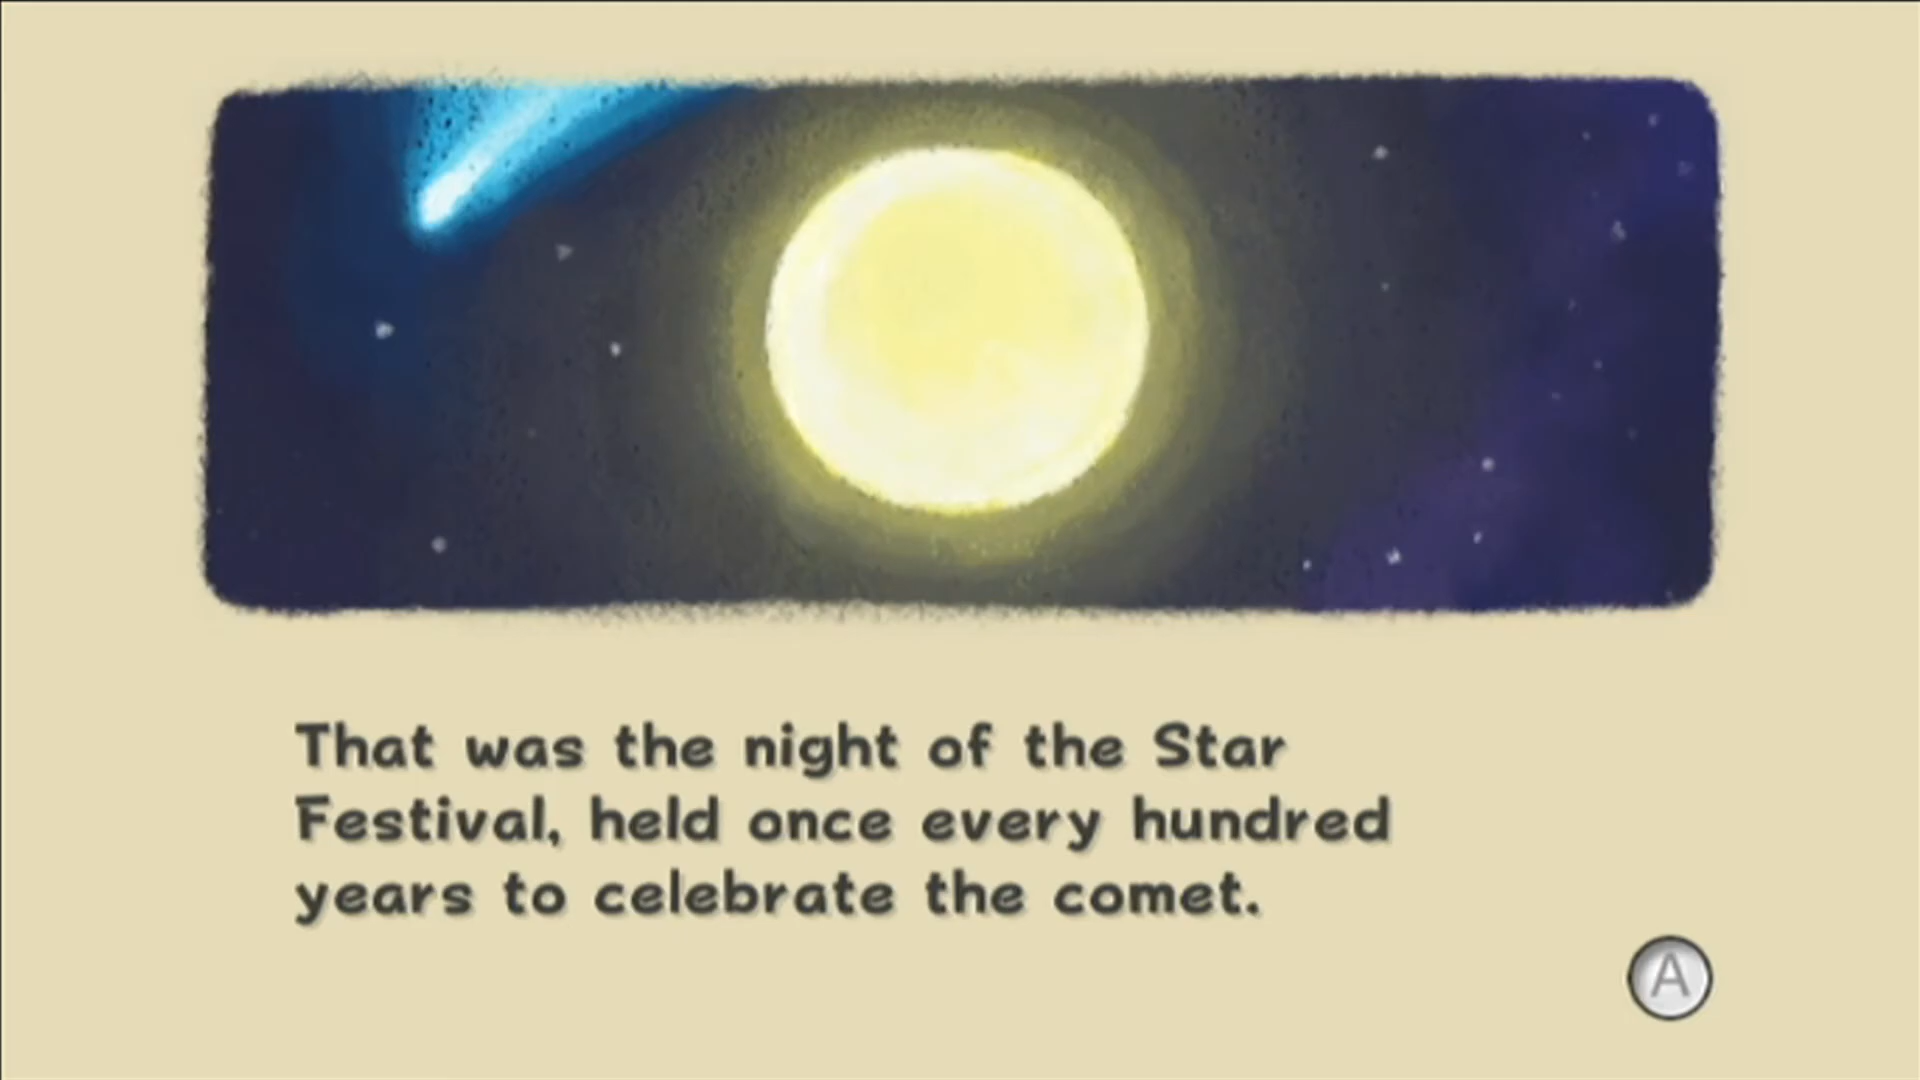 That was the night of the Star
Festival, held once every hundred
years to celebrate the comet.
A